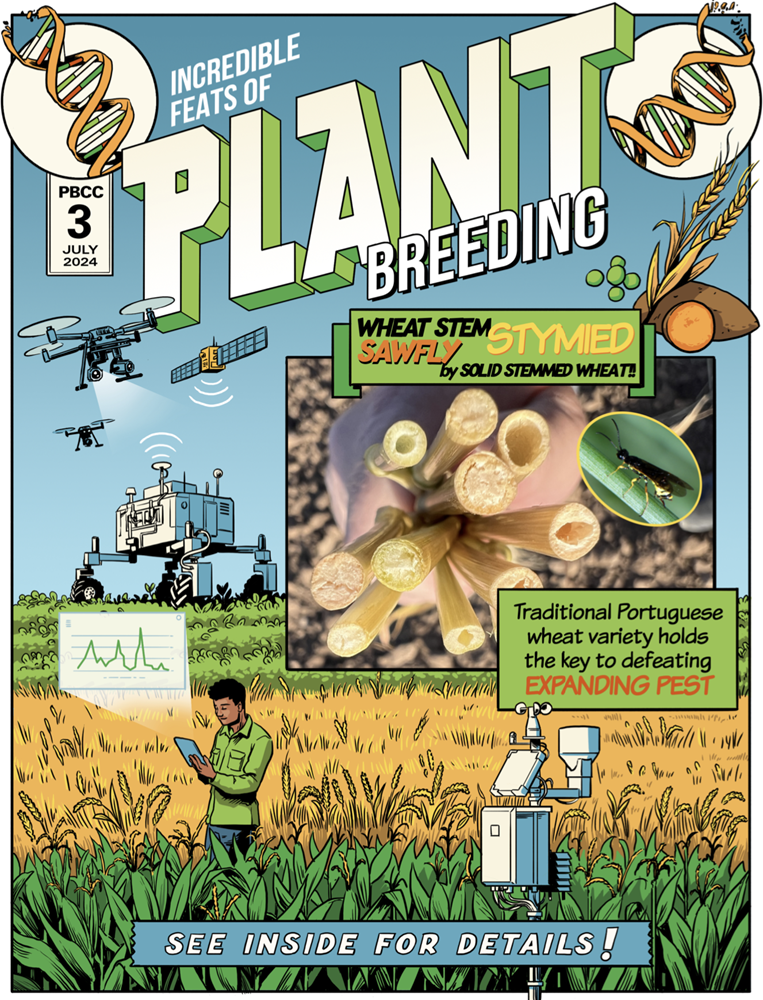 INCREDIBLE
FEATS OF
PLANT
BREEDING
PBCC
3
JULY
2024
WHEAT STEM
SAWFLY STYMIED
by SOLID STEMMED WHEAT!!
Traditional Portuguese
wheat variety holds
the key to defeating
EXPANDING PEST
SEE INSIDE FOR DETAILS!